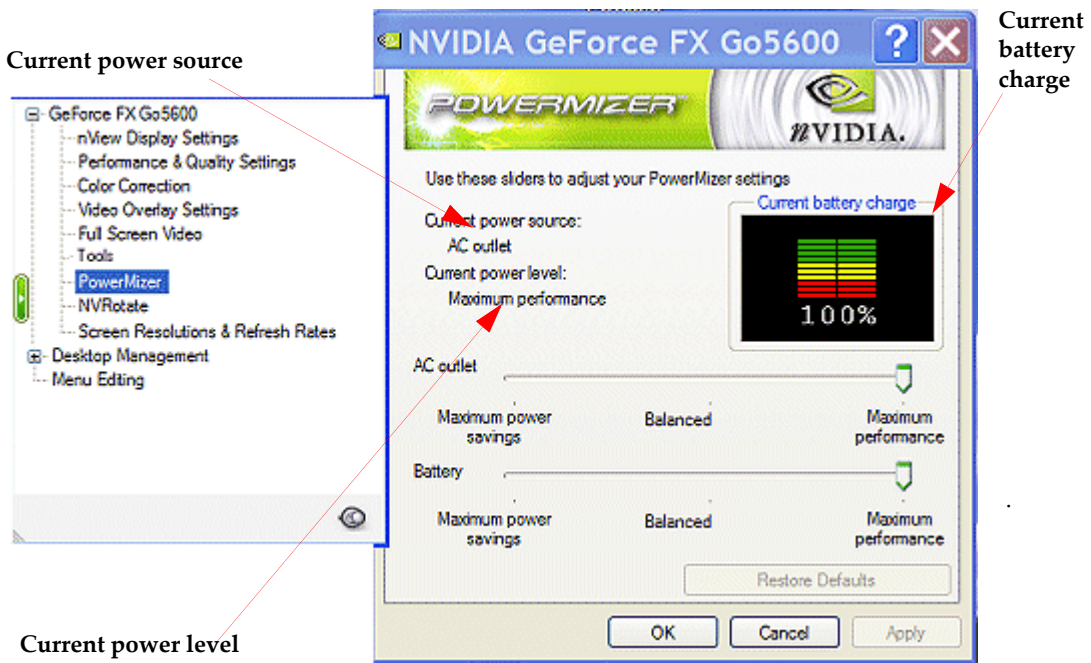 Current power source
GeForce FX Go5600
nView Display Settings
Performance & Quality Settings
Color Correction
Video Overlay Settings
Full Screen Video
Tools
PowerMizer
NVRotate
Screen Resolutions & Refresh Rates
Desktop Management
Menu Editing
Current power level
NVIDIA GeForce FX Go5600
POWERMIZER
nVIDIA.
Use these sliders to adjust your PowerMizer settings
Current power source:
AC outlet
Current power level:
Maximum performance
Current battery charge
100%
AC outlet
Maximum power savings
Balanced
Maximum performance
Battery
Maximum power savings
Balanced
Maximum performance
Restore Defaults
OK
Cancel
Apply
Current
battery
charge
.